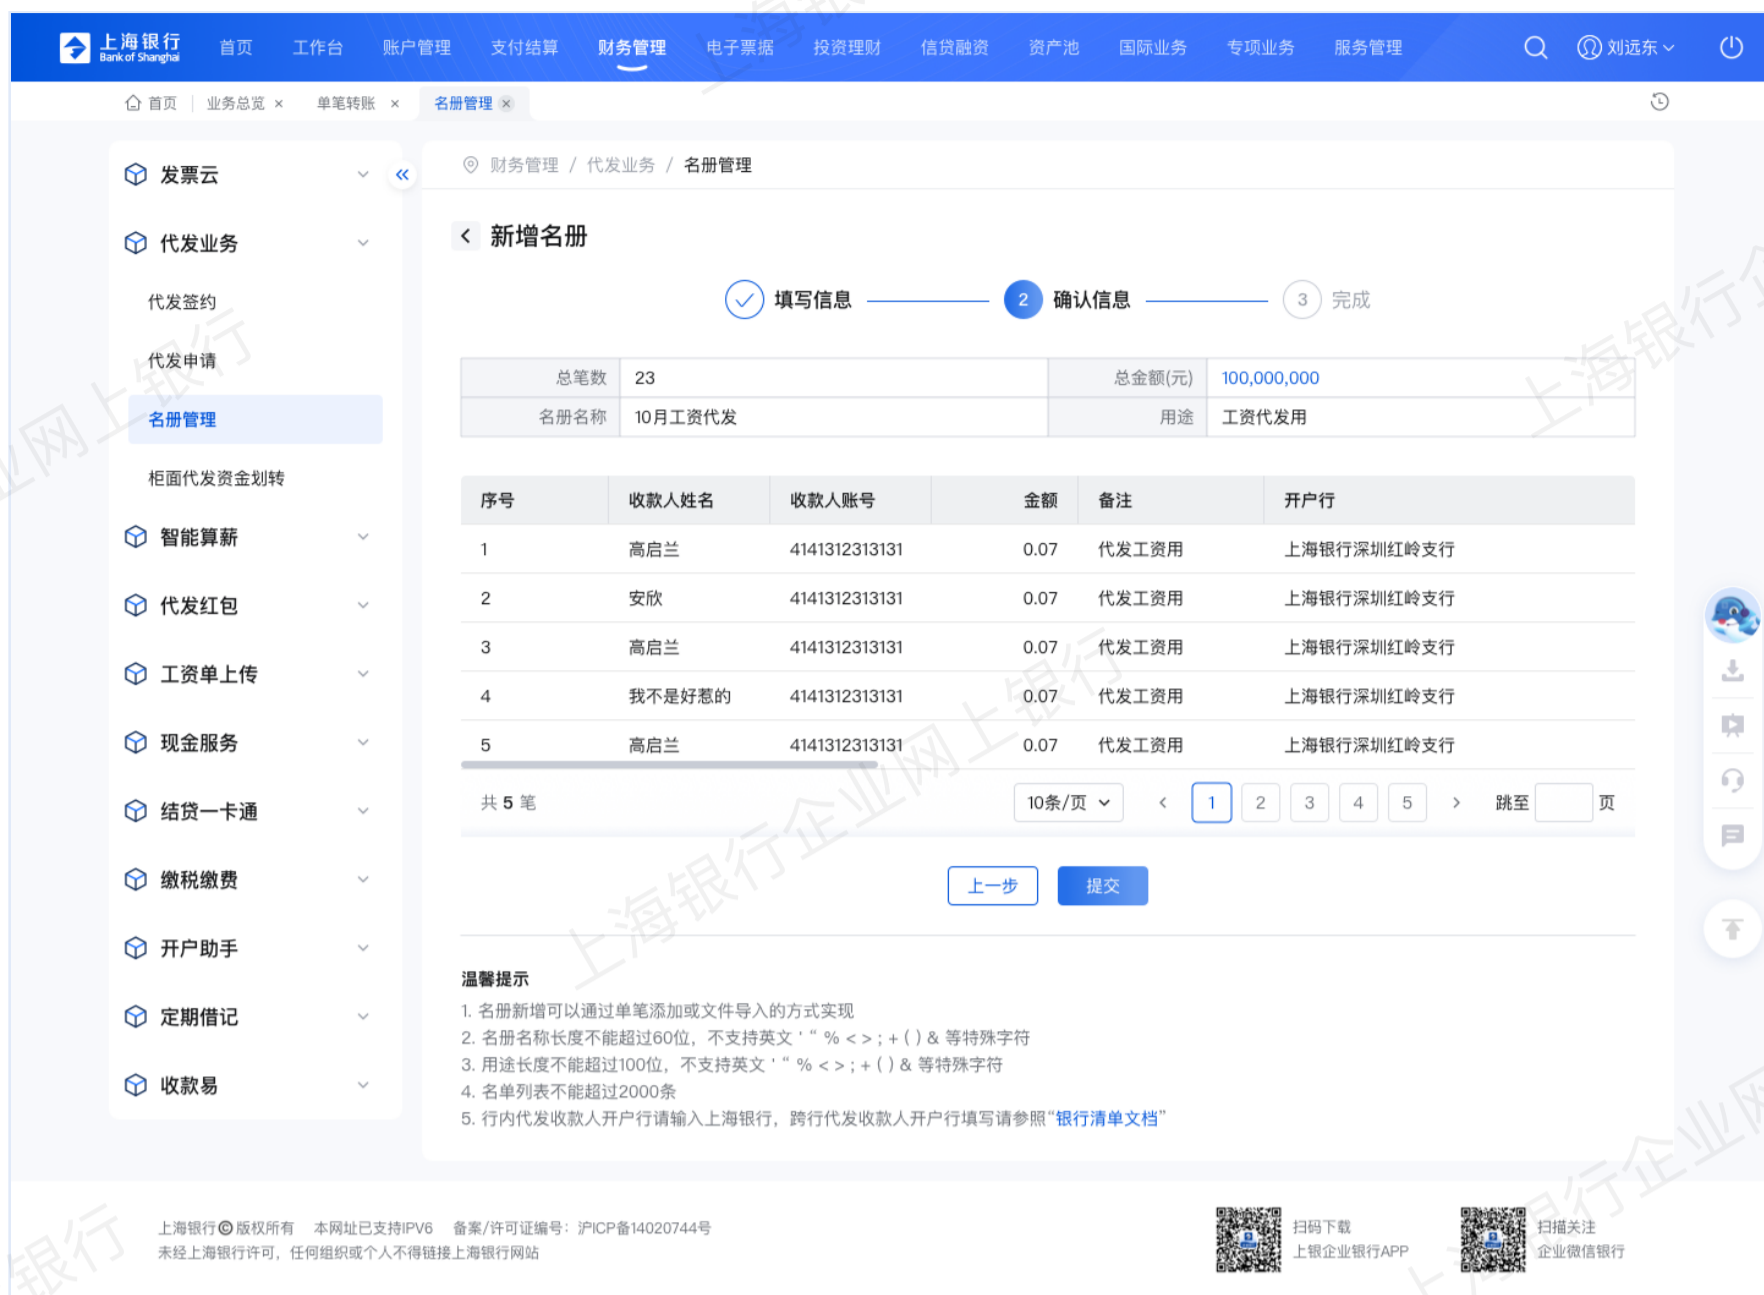 上海银行 首页 工作台 账户管理 支付结算 财务管理 电子票据 投资理财 信贷融资 资产池 国际业务 专项业务 服务管理 刘远东
Bank of Shanghai
首页 业务总览 × 单笔转账 × 名册管理 ×
发票云
代发业务
代发签约
代发申请
名册管理
柜面代发资金划转
智能算薪
代发红包
工资单上传
现金服务
结贷一卡通
缴税缴费
开户助手
定期借记
收款易
财务管理 / 代发业务 / 名册管理
新增名册
填写信息 2 确认信息 3 完成
总笔数 23 总金额(元) 100,000,000
名册名称 10月工资代发 用途 工资代发用
序号 收款人姓名 收款人账号 金额 备注 开户行
1 高启兰 4141312313131 0.07 代发工资用 上海银行深圳红岭支行
2 安欣 4141312313131 0.07 代发工资用 上海银行深圳红岭支行
3 高启兰 4141312313131 0.07 代发工资用 上海银行深圳红岭支行
4 我不是好惹的 4141312313131 0.07 代发工资用 上海银行深圳红岭支行
5 高启兰 4141312313131 0.07 代发工资用 上海银行深圳红岭支行
共 5 笔 10条/页 < 1 2 3 4 5 > 跳至 页
上一步 提交
温馨提示
1. 名册新增可以通过单笔添加或文件导入的方式实现
2. 名册名称长度不能超过60位，不支持英文 ' “ % < > ; + ( ) & 等特殊字符
3. 用途长度不能超过100位，不支持英文 ' “ % < > ; + ( ) & 等特殊字符
4. 名单列表不能超过2000条
5. 行内代发收款人开户行请输入上海银行，跨行代发收款人开户行填写请参照“银行清单文档”
上海银行©版权所有 本网址已支持IPV6 备案/许可证编号：沪ICP备14020744号
未经上海银行许可，任何组织或个人不得链接上海银行网站
扫码下载
上银企业银行APP
扫描关注
企业微信银行
上海银行企业网上银行